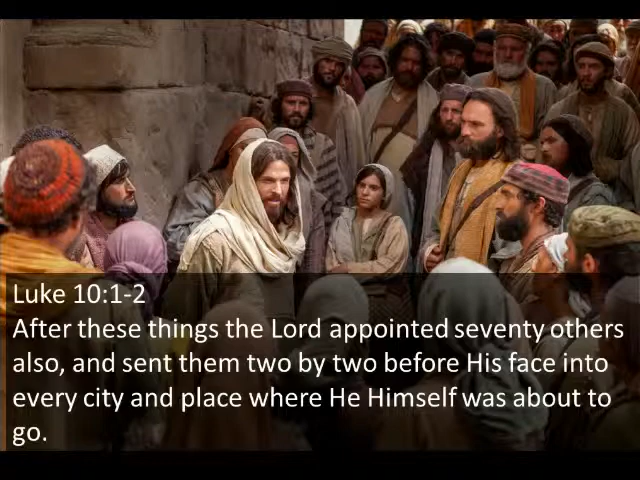 Luke 10:1-2
After these things the Lord appointed seventy others
also, and sent them two by two before His face into
every city and place where He Himself was about to
go.